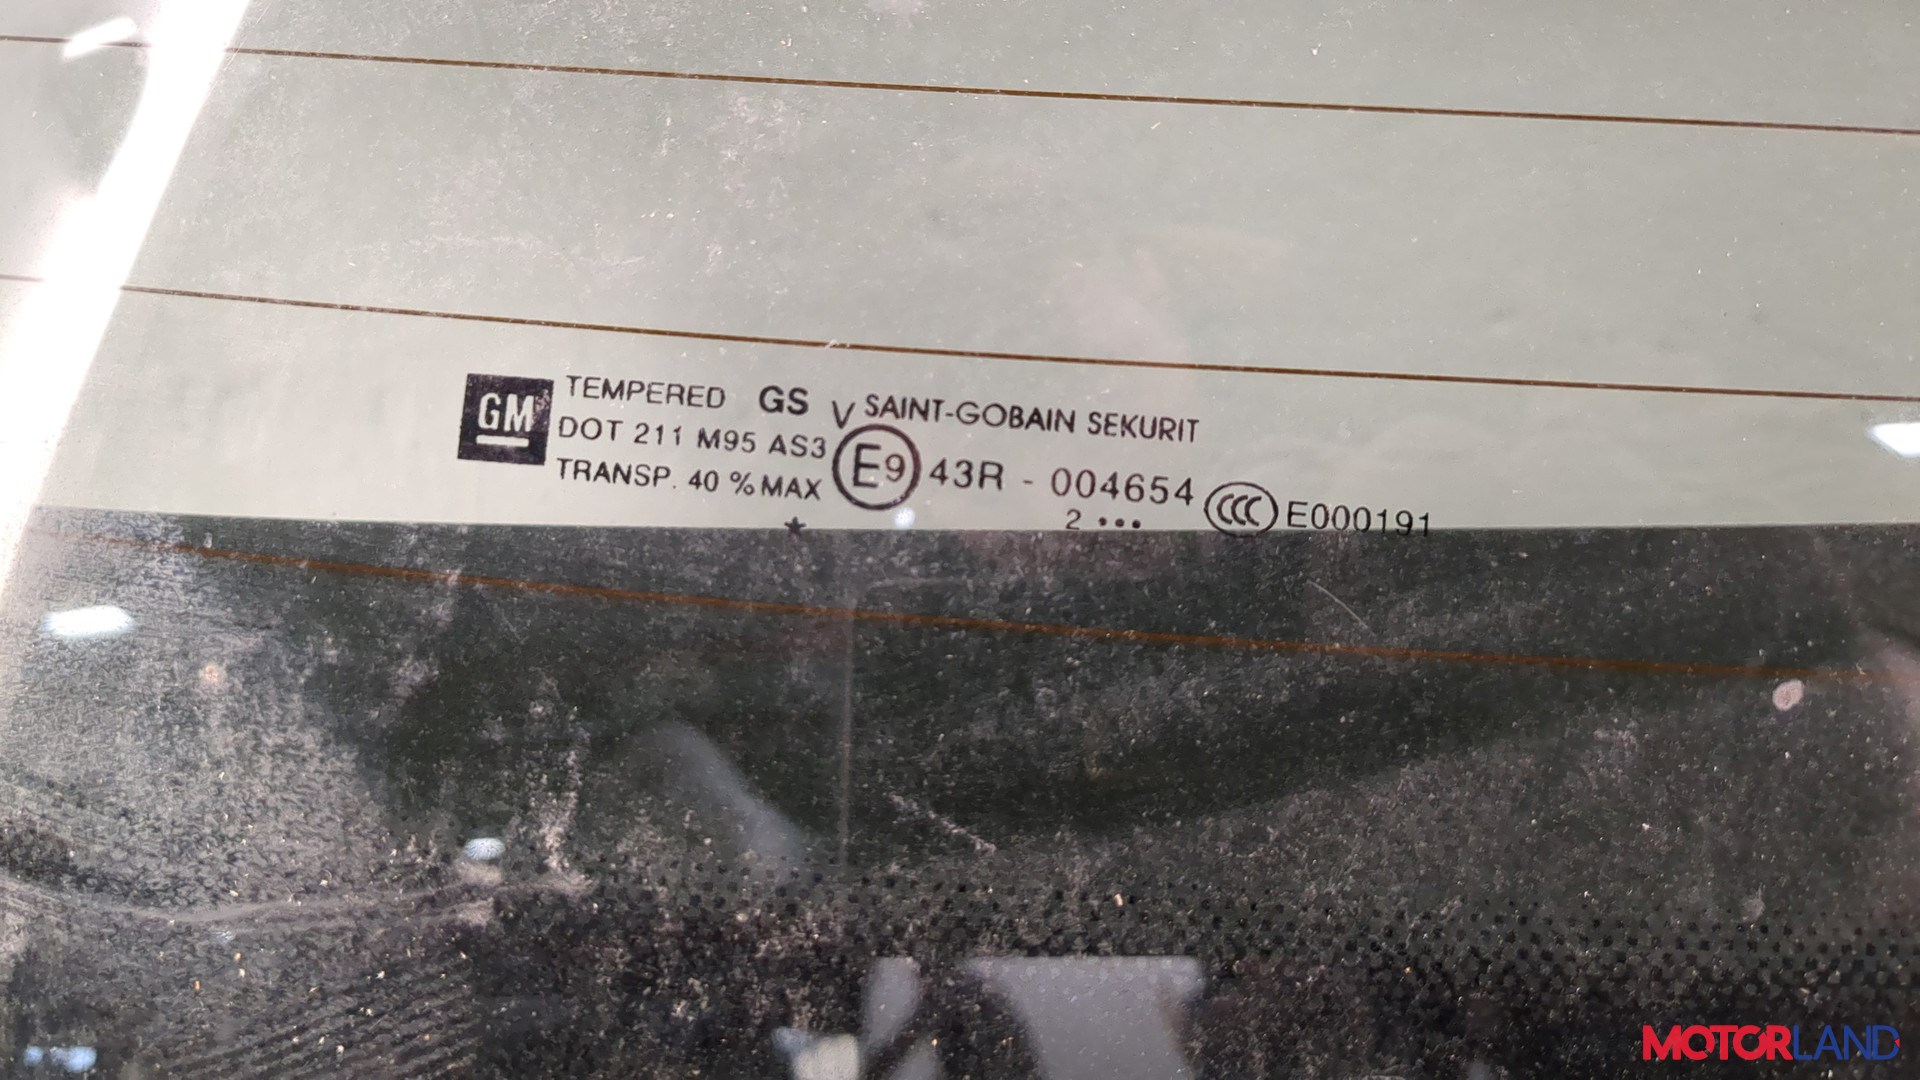 GM
TEMPERED GS V SAINT-GOBAIN SEKURIT
DOT 211 M95 AS3 E9 43R - 004654 CCC E000191
TRANSP. 40 % MAX
★ 2 •••
MOTORLAND